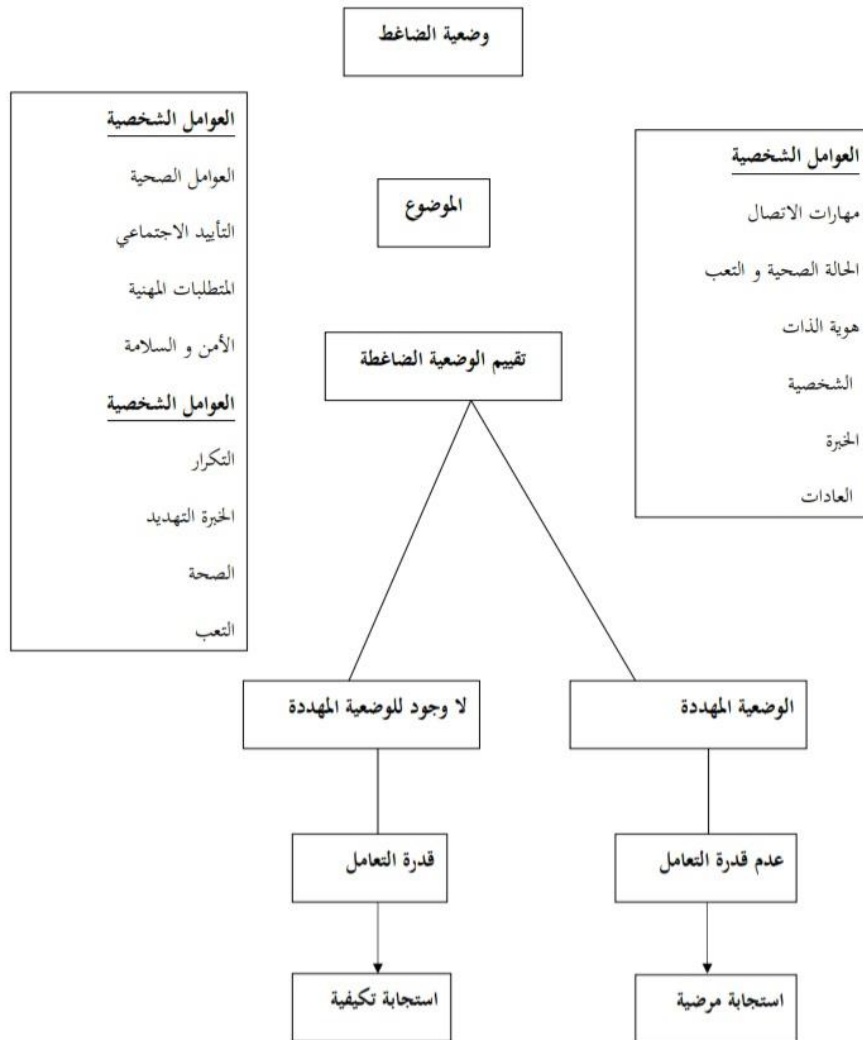 وضعية الضاغط
العوامل الشخصية
مهارات الاتصال
الحالة الصحية و التعب
هوية الذات
الشخصية
الخبرة
العادات
الموضوع
العوامل الشخصية
العوامل الصحية
التأييد الاجتماعي
المتطلبات المهنية
الأمن و السلامة
العوامل الشخصية
التكرار
الخبرة التهديد
الصحة
التعب
تقييم الوضعية الضاغطة
الوضعية المهددة
لا وجود للوضعية المهددة
عدم قدرة التعامل
قدرة التعامل
استجابة مرضية
استجابة تكيفية